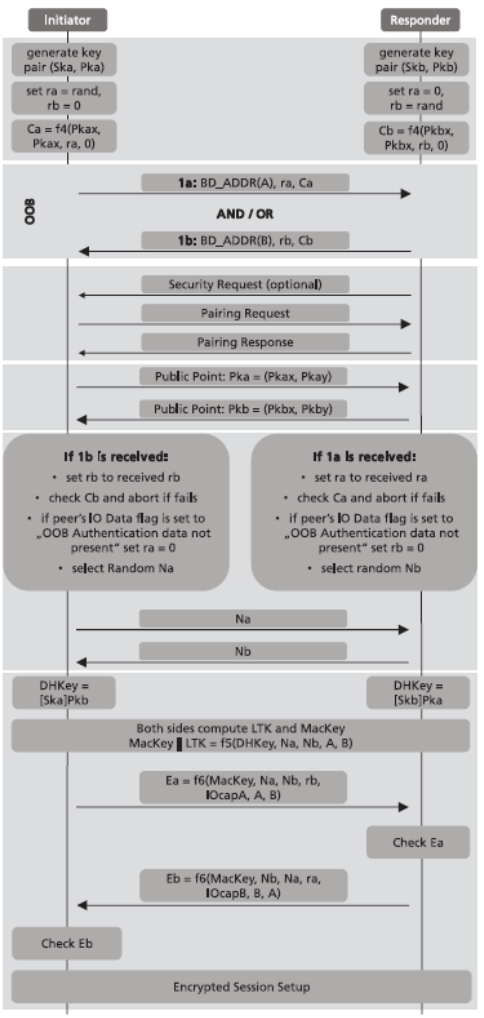 Initiator
Responder
generate key
pair (Ska, Pka)
generate key
pair (Skb, Pkb)
set ra = rand,
rb = 0
set ra = 0,
rb = rand
Ca = f4(Pkax,
Pkax, ra, 0)
Cb = f4(Pkbx,
Pkbx, rb, 0)
OOB
1a: BD_ADDR(A), ra, Ca
AND / OR
1b: BD_ADDR(B), rb, Cb
Security Request (optional)
Pairing Request
Pairing Response
Public Point: Pka = (Pkax, Pkay)
Public Point: Pkb = (Pkbx, Pkby)
If 1b is received:
• set rb to received rb
• check Cb and abort if fails
• if peer's IO Data flag is set to
„OOB Authentication data not
present" set ra = 0
• select Random Na
If 1a is received:
• set ra to received ra
• check Ca and abort if fails
• if peer's IO Data flag is set to
„OOB Authentication data not
present" set rb = 0
• select random Nb
Na
Nb
DHKey =
[Ska]Pkb
DHKey =
[Skb]Pka
Both sides compute LTK and MacKey
MacKey || LTK = f5(DHKey, Na, Nb, A, B)
Ea = f6(MacKey, Na, Nb, rb,
IOcapA, A, B)
Check Ea
Eb = f6(MacKey, Nb, Na, ra,
IOcapB, B, A)
Check Eb
Encrypted Session Setup